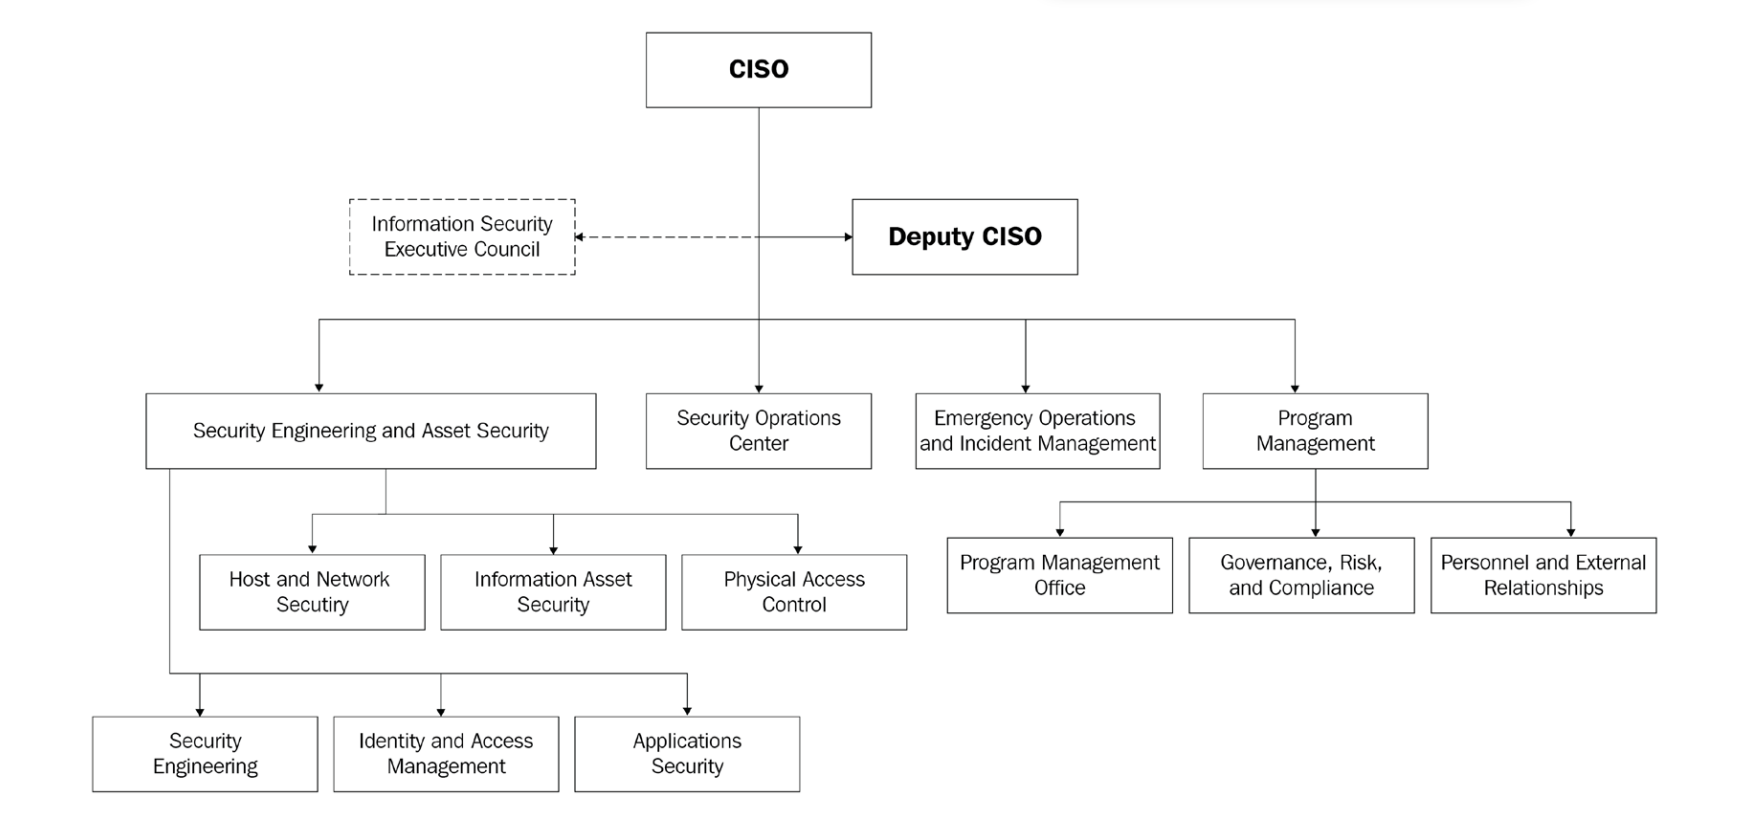 CISO
Information Security
Executive Council
Deputy CISO
Security Engineering and Asset Security
Security Oprations
Center
Emergency Operations
and Incident Management
Program
Management
Host and Network
Secutiry
Information Asset
Security
Physical Access
Control
Program Management
Office
Governance, Risk,
and Compliance
Personnel and External
Relationships
Security
Engineering
Identity and Access
Management
Applications
Security